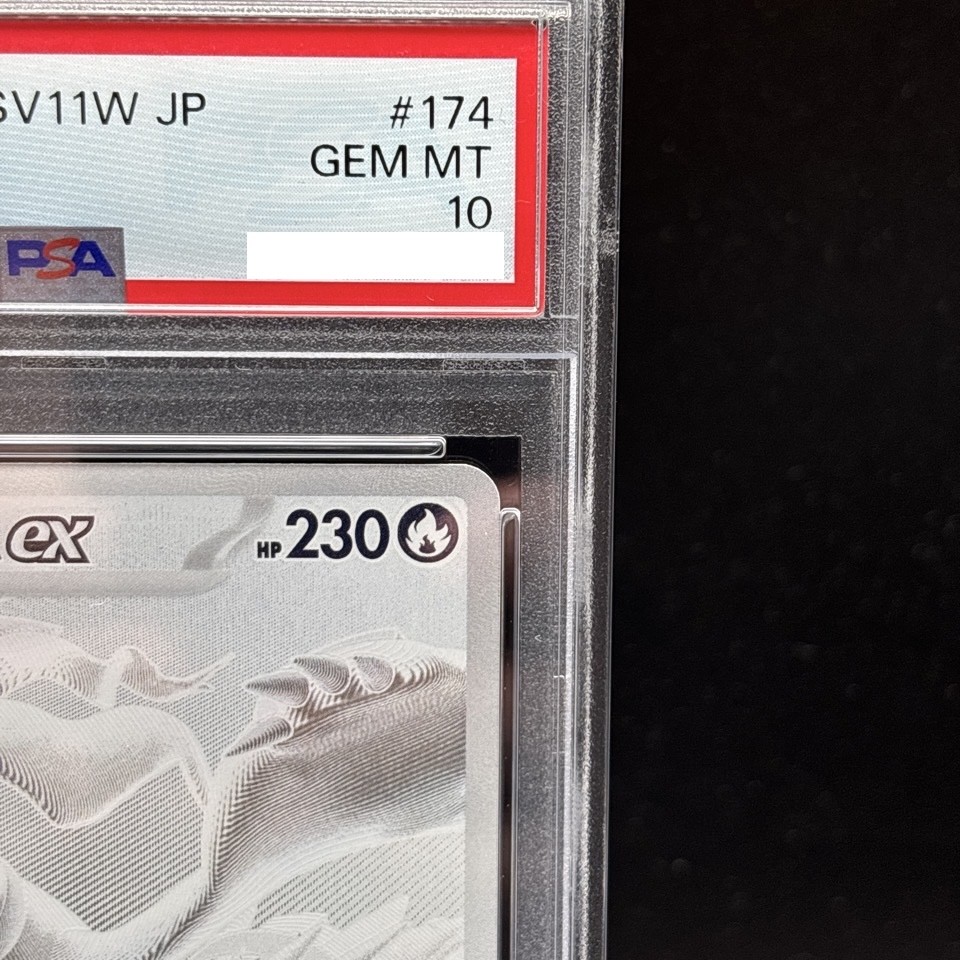 SV11W JP #174
GEM MT
10
PSA
ex HP 230